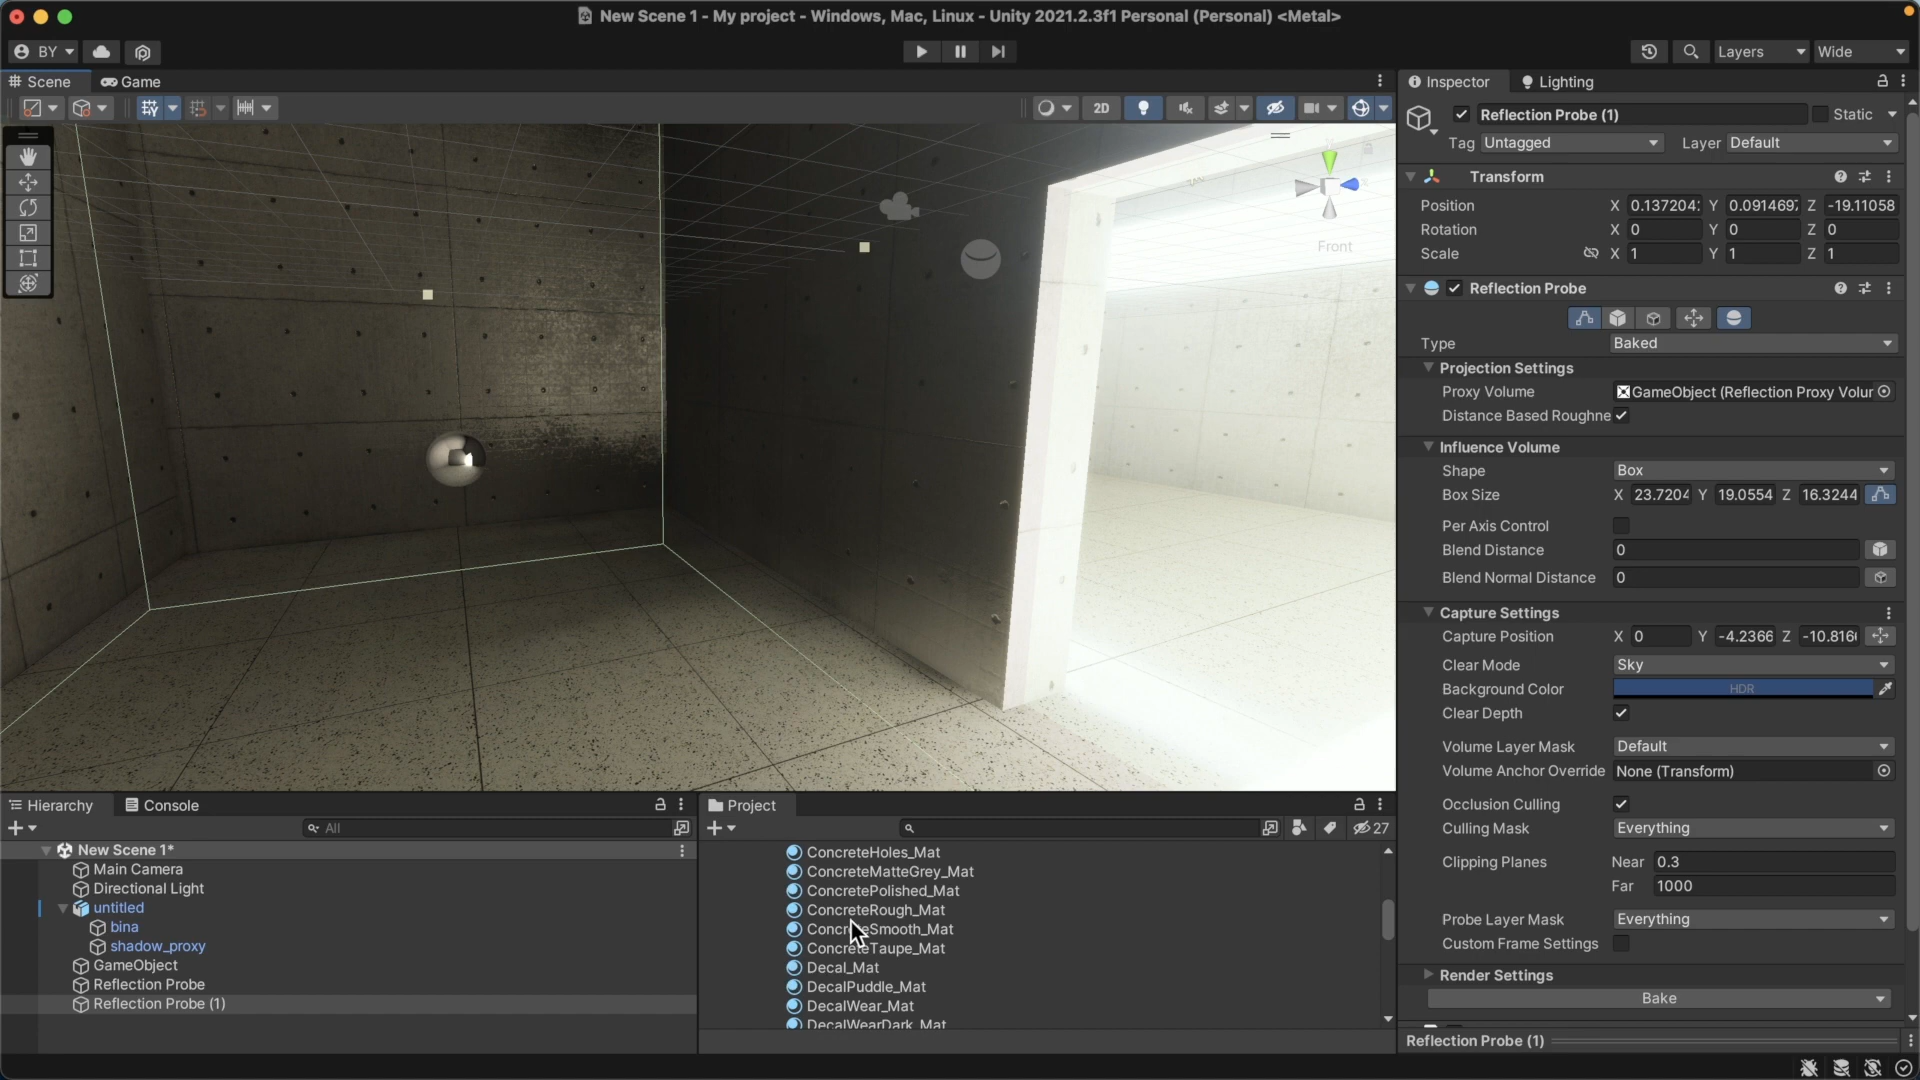 New Scene 1 - My project - Windows, Mac, Linux - Unity 2021.2.3f1 Personal (Personal) <Metal>
BY
Layers
Wide
Scene
Game
2D
Front
Inspector
Lighting
Reflection Probe (1)
Static
Tag Untagged
Layer Default
Transform
Position X 0.137204 Y 0.091469 Z -19.11058
Rotation X 0 Y 0 Z 0
Scale X 1 Y 1 Z 1
Reflection Probe
Type Baked
Projection Settings
Proxy Volume GameObject (Reflection Proxy Volur
Distance Based Roughne
Influence Volume
Shape Box
Box Size X 23.7204 Y 19.0554 Z 16.3244
Per Axis Control
Blend Distance 0
Blend Normal Distance 0
Capture Settings
Capture Position X 0 Y -4.2366 Z -10.816
Clear Mode Sky
Background Color HDR
Clear Depth
Volume Layer Mask Default
Volume Anchor Override None (Transform)
Occlusion Culling
Culling Mask Everything
Clipping Planes Near 0.3
Far 1000
Probe Layer Mask Everything
Custom Frame Settings
Render Settings
Bake
Reflection Probe (1)
Hierarchy
Console
All
New Scene 1*
Main Camera
Directional Light
untitled
bina
shadow_proxy
GameObject
Reflection Probe
Reflection Probe (1)
Project
27
ConcreteHoles_Mat
ConcreteMatteGrey_Mat
ConcretePolished_Mat
ConcreteRough_Mat
ConcreteSmooth_Mat
ConcreteTaupe_Mat
Decal_Mat
DecalPuddle_Mat
DecalWear_Mat
DecalWearDark_Mat